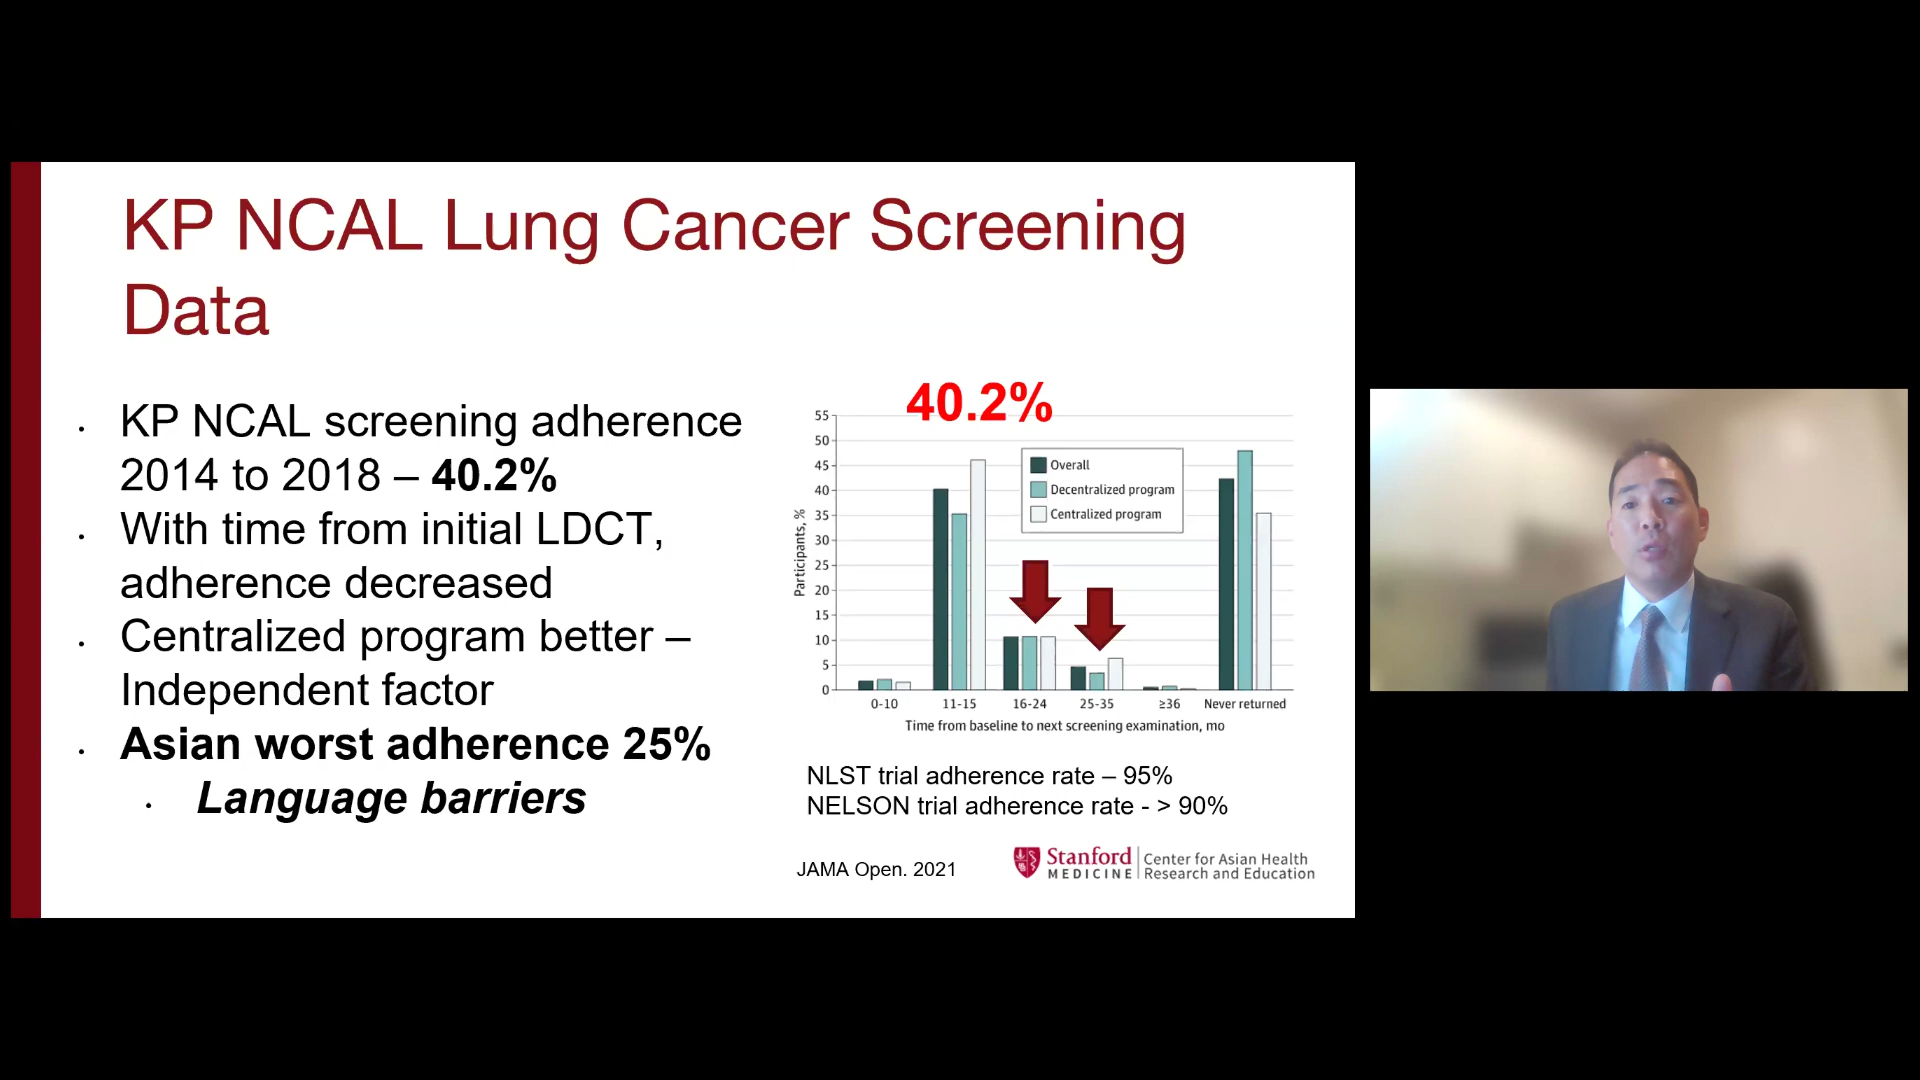 KP NCAL Lung Cancer Screening
Data
• KP NCAL screening adherence
2014 to 2018 – 40.2%
• With time from initial LDCT,
adherence decreased
• Centralized program better –
Independent factor
• Asian worst adherence 25%
• Language barriers
40.2%
55
50
45
40
35
30
25
20
15
10
5
0
Participants, %
Overall
Decentralized program
Centralized program
0-10 11-15 16-24 25-35 ≥36 Never returned
Time from baseline to next screening examination, mo
NLST trial adherence rate – 95%
NELSON trial adherence rate - > 90%
JAMA Open. 2021
Stanford
MEDICINE
Center for Asian Health
Research and Education